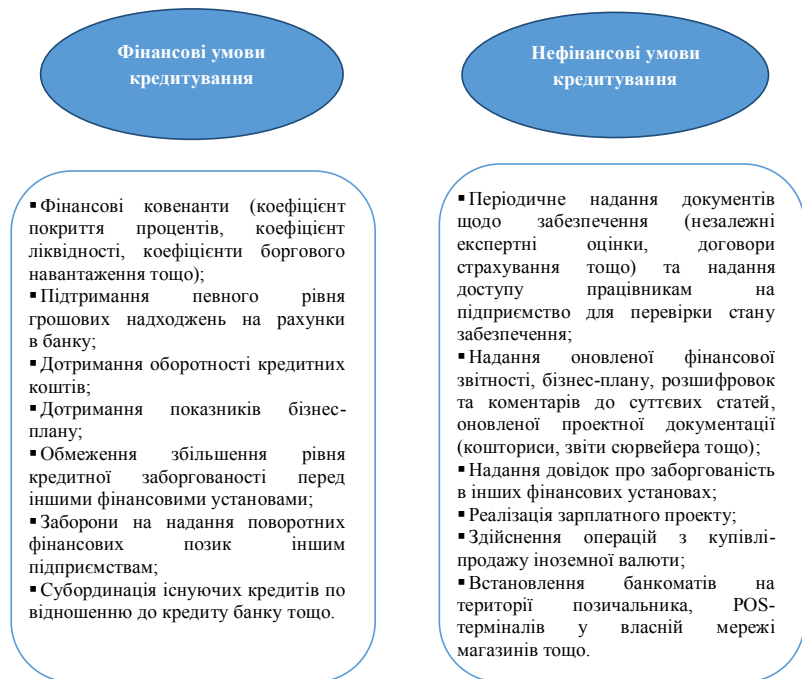 Фінансові умови
кредитування
Нефінансові умови
кредитування
▪ Фінансові ковенанти (коефіцієнт
покриття процентів, коефіцієнт
ліквідності, коефіцієнти боргового
навантаження тощо);
▪ Підтримання певного рівня
грошових надходжень на рахунки
в банку;
▪ Дотримання оборотності кредитних
коштів;
▪ Дотримання показників бізнес-
плану;
▪ Обмеження збільшення рівня
кредитної заборгованості перед
іншими фінансовими установами;
▪ Заборони на надання поворотних
фінансових позик іншим
підприємствам;
▪ Субординація існуючих кредитів по
відношенню до кредиту банку тощо.
▪ Періодичне надання документів
щодо забезпечення (незалежні
експертні оцінки, договори
страхування тощо) та надання
доступу працівникам на
підприємство для перевірки стану
забезпечення;
▪ Надання оновленої фінансової
звітності, бізнес-плану, розшифровок
та коментарів до суттєвих статей,
оновленої проектної документації
(кошториси, звіти сюрвейера тощо);
▪ Надання довідок про заборгованість
в інших фінансових установах;
▪ Реалізація зарплатного проекту;
▪ Здійснення операцій з купівлі-
продажу іноземної валюти;
▪ Встановлення банкоматів на
території позичальника, POS-
терміналів у власній мережі
магазинів тощо.